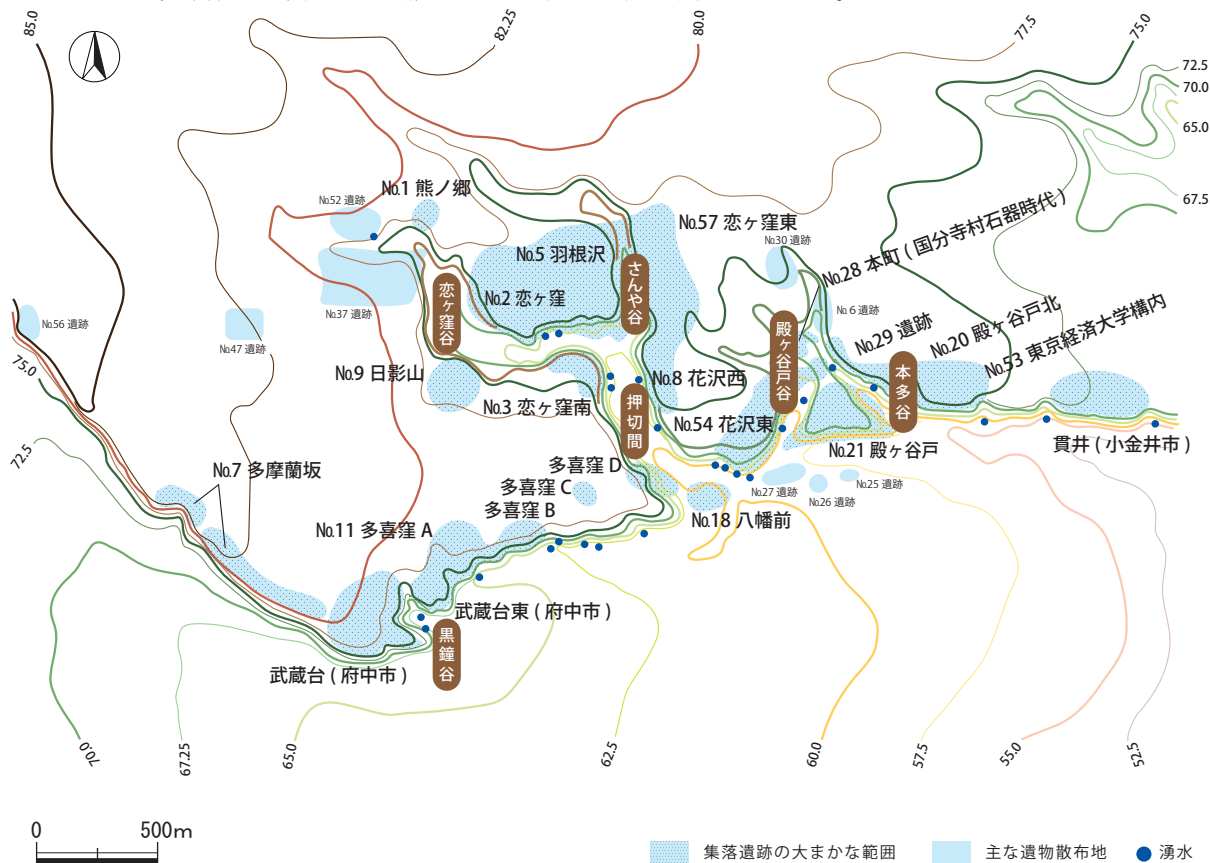 85.0
82.25
80.0
77.5
75.0
72.5
70.0
65.0
67.5
No.52 遺跡
No.1 熊ノ郷
No.57 恋ヶ窪東
No.30 遺跡
No.28 本町 ( 国分寺村石器時代 )
No.5 羽根沢
さんや谷
恋ヶ窪谷
No.2 恋ヶ窪
No.37 遺跡
No.56 遺跡
No.47 遺跡
殿ヶ谷戸谷
No.6 遺跡
No.29 遺跡
No.20 殿ヶ谷戸北
No.53 東京経済大学構内
本多谷
75.0
No.9 日影山
No.3 恋ヶ窪南
押切間
No.8 花沢西
No.54 花沢東
No.21 殿ヶ谷戸
貫井 ( 小金井市 )
72.5
No.7 多摩蘭坂
多喜窪 D
多喜窪 C
多喜窪 B
No.11 多喜窪 A
No.27 遺跡
No.26 遺跡
No.25 遺跡
No.18 八幡前
武蔵台東 ( 府中市 )
黒鐘谷
武蔵台 ( 府中市 )
70.0
67.25
65.0
62.5
60.0
57.5
55.0
52.5
0
500m
集落遺跡の大まかな範囲
主な遺物散布地
湧水